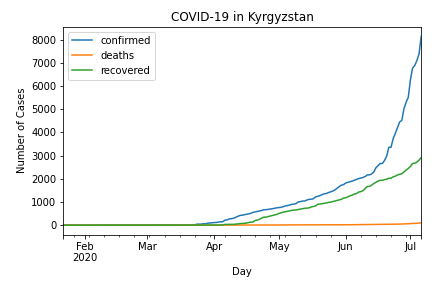 COVID-19 in Kyrgyzstan
confirmed
deaths
recovered
Number of Cases
8000
7000
6000
5000
4000
3000
2000
1000
0
Feb Mar Apr May Jun Jul
2020
Day